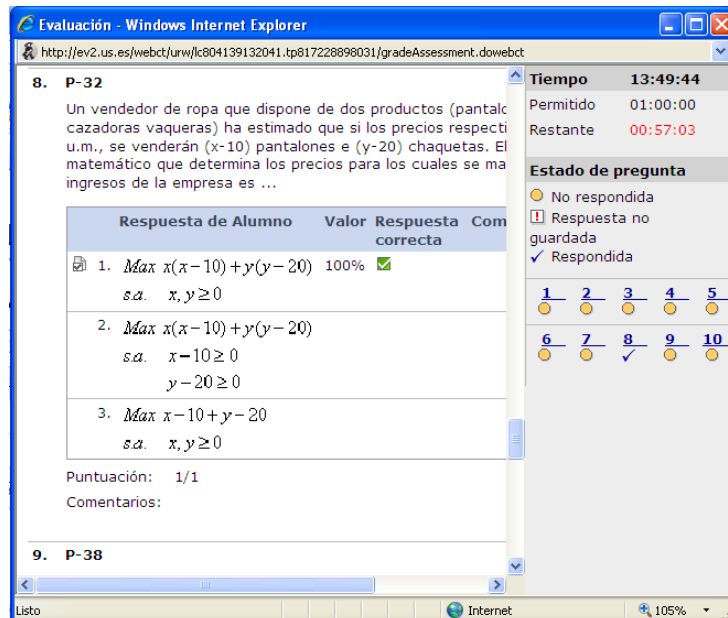 Evaluación - Windows Internet Explorer
http://ev2.us.es/webct/urw/lc804139132041.tp817228898031/gradeAssessment.dowebct
8. P-32
Un vendedor de ropa que dispone de dos productos (pantalo
cazadoras vaqueras) ha estimado que si los precios respecti
u.m., se venderán (x-10) pantalones e (y-20) chaquetas. El
matemático que determina los precios para los cuales se ma
ingresos de la empresa es ...
Respuesta de Alumno Valor Respuesta correcta Com
1. Max x(x-10)+y(y-20) 100%
s.a. x, y ≥ 0
2. Max x(x-10)+y(y-20)
s.a. x-10 ≥ 0
y-20 ≥ 0
3. Max x-10+y-20
s.a. x, y ≥ 0
Puntuación: 1/1
Comentarios:
9. P-38
Tiempo 13:49:44
Permitido 01:00:00
Restante 00:57:03
Estado de pregunta
No respondida
Respuesta no
guardada
Respondida
1 2 3 4 5
6 7 8 9 10
Listo Internet 105%